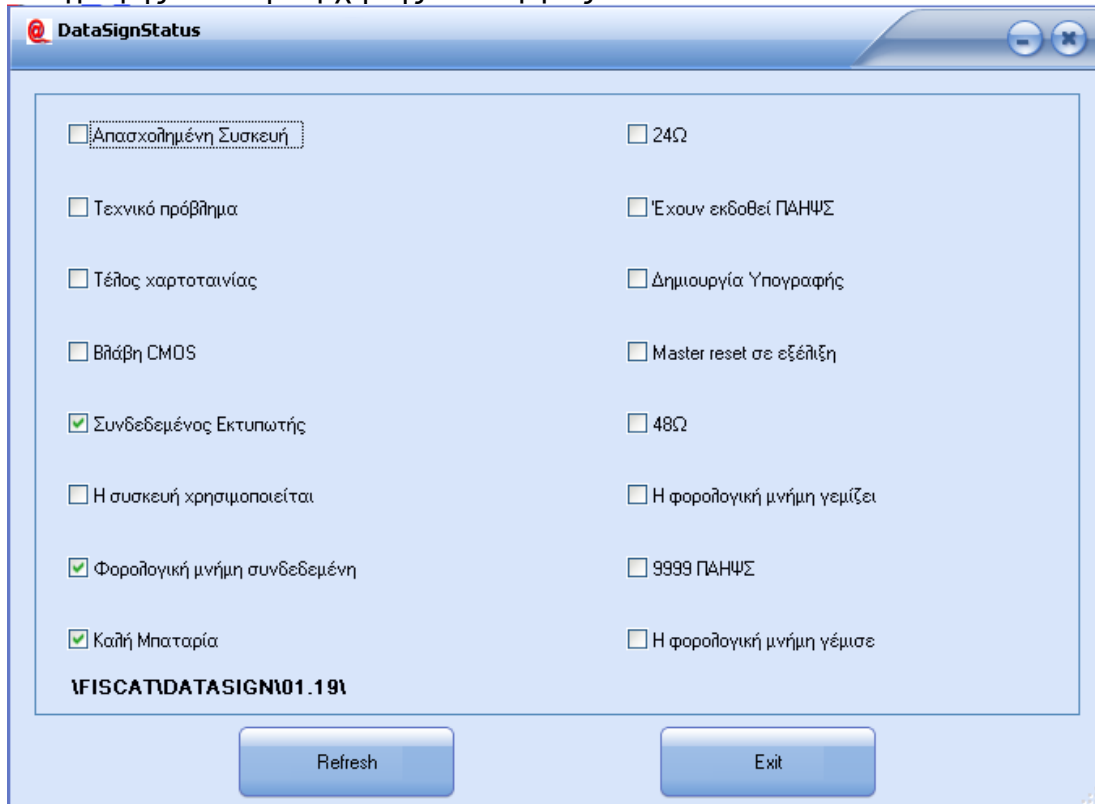 DataSignStatus
Απασχολημένη Συσκευή
24Ω
Τεχνικό πρόβλημα
Έχουν εκδοθεί ΠΑΗΨΣ
Τέλος χαρτοταινίας
Δημιουργία Υπογραφής
Βλάβη CMOS
Master reset σε εξέλιξη
Συνδεδεμένος Εκτυπωτής
48Ω
Η συσκευή χρησιμοποιείται
Η φορολογική μνήμη γεμίζει
Φορολογική μνήμη συνδεδεμένη
9999 ΠΑΗΨΣ
Καλή Μπαταρία
Η φορολογική μνήμη γέμισε
\FISCAT\DATASIGN\01.19\
Refresh
Exit